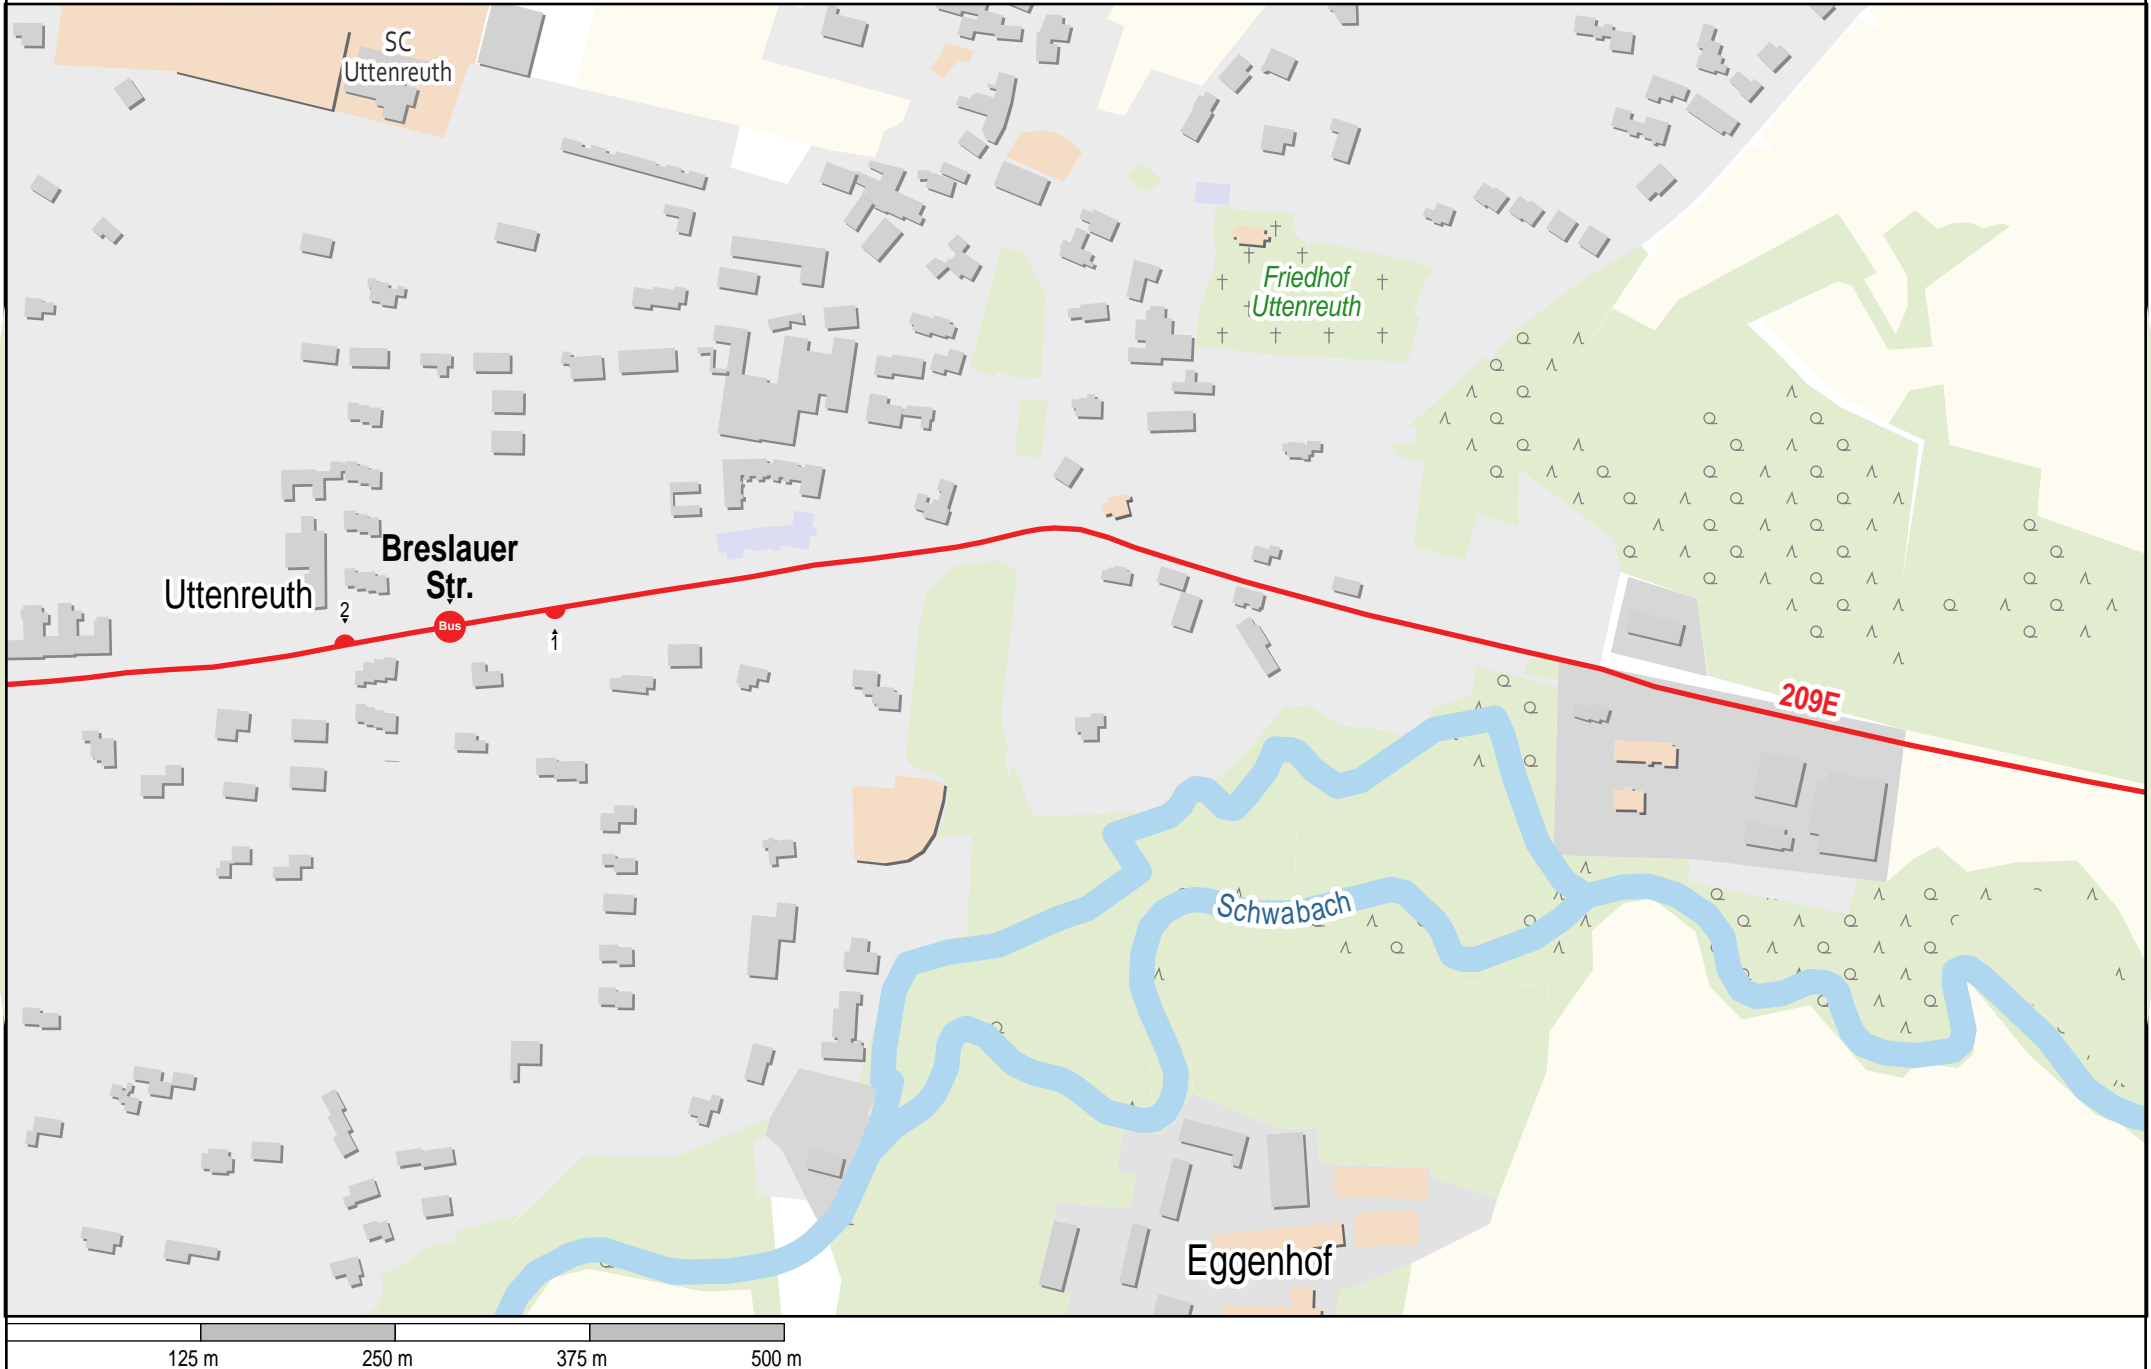 SC
Uttenreuth
Friedhof
Uttenreuth
Breslauer
Str.
Uttenreuth
2
Bus
1
209E
Schwabach
Eggenhof
125 m
250 m
375 m
500 m